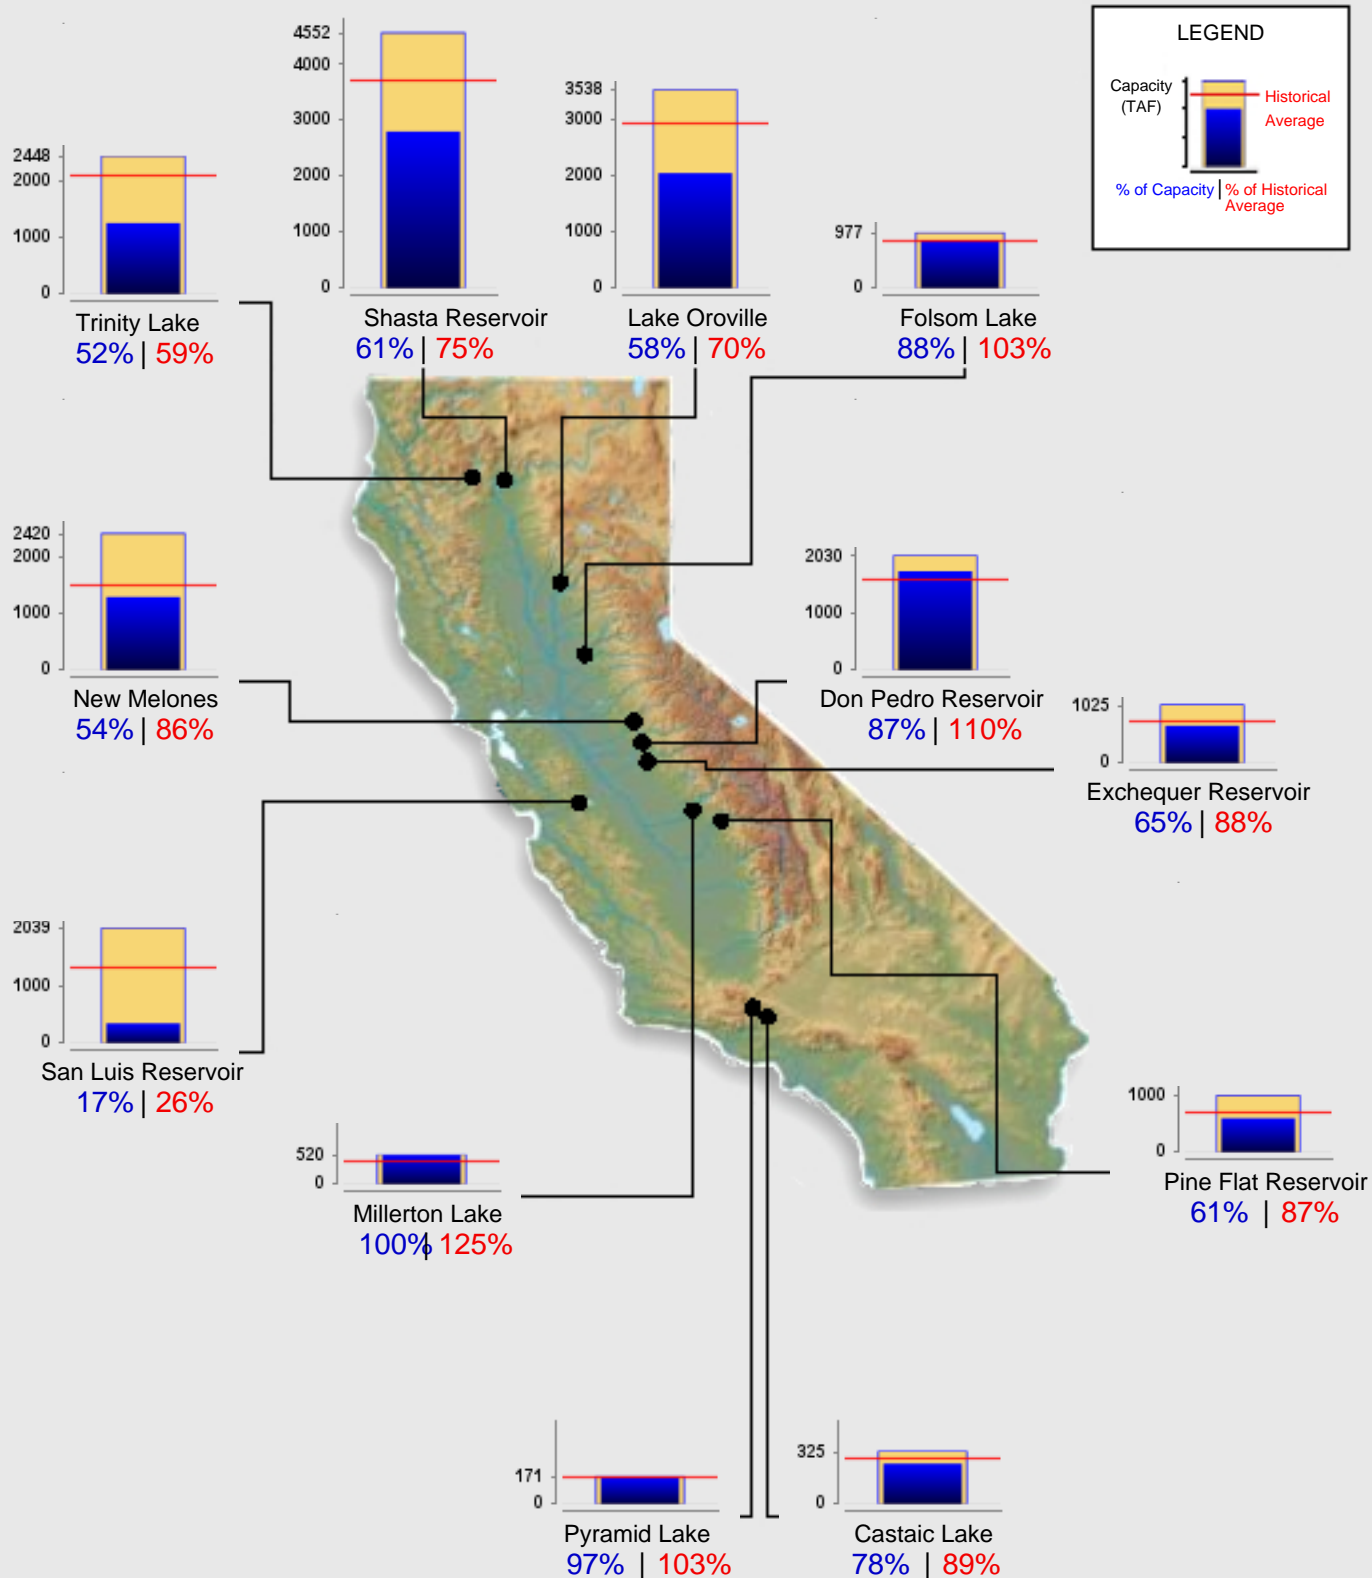 LEGEND
Capacity
(TAF)
Historical
Average
% of Capacity | % of Historical
Average
4552
4000
3000
2000
1000
0
Shasta Reservoir
61% | 75%
3538
3000
2000
1000
0
Lake Oroville
58% | 70%
2448
2000
1000
0
Trinity Lake
52% | 59%
977
0
Folsom Lake
88% | 103%
2420
2000
1000
0
New Melones
54% | 86%
2030
1000
0
Don Pedro Reservoir
87% | 110%
1025
0
Exchequer Reservoir
65% | 88%
2039
1000
0
San Luis Reservoir
17% | 26%
520
0
Millerton Lake
100% | 125%
1000
0
Pine Flat Reservoir
61% | 87%
171
0
Pyramid Lake
97% | 103%
325
0
Castaic Lake
78% | 89%